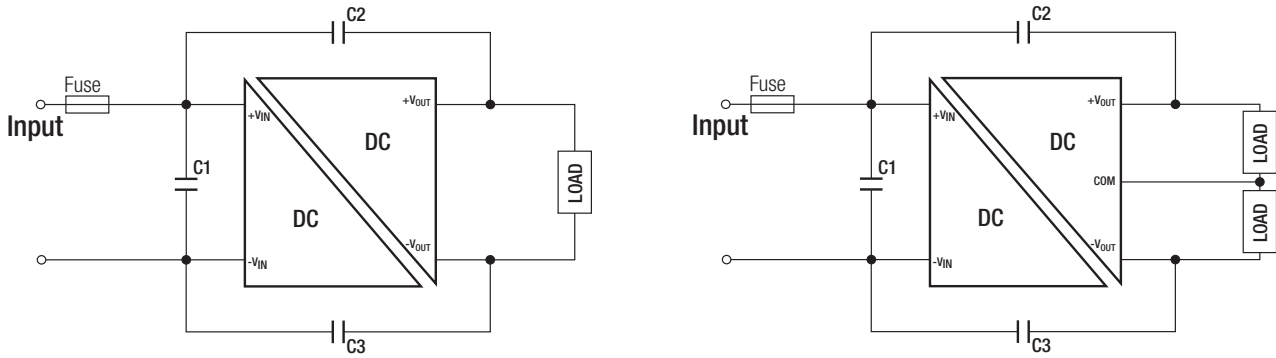 C2
Fuse
Input
+VIN
+VOUT
DC
C1
LOAD
DC
-VOUT
-VIN
C3
C2
Fuse
Input
+VIN
+VOUT
DC
LOAD
C1
COM
LOAD
DC
-VOUT
-VIN
C3